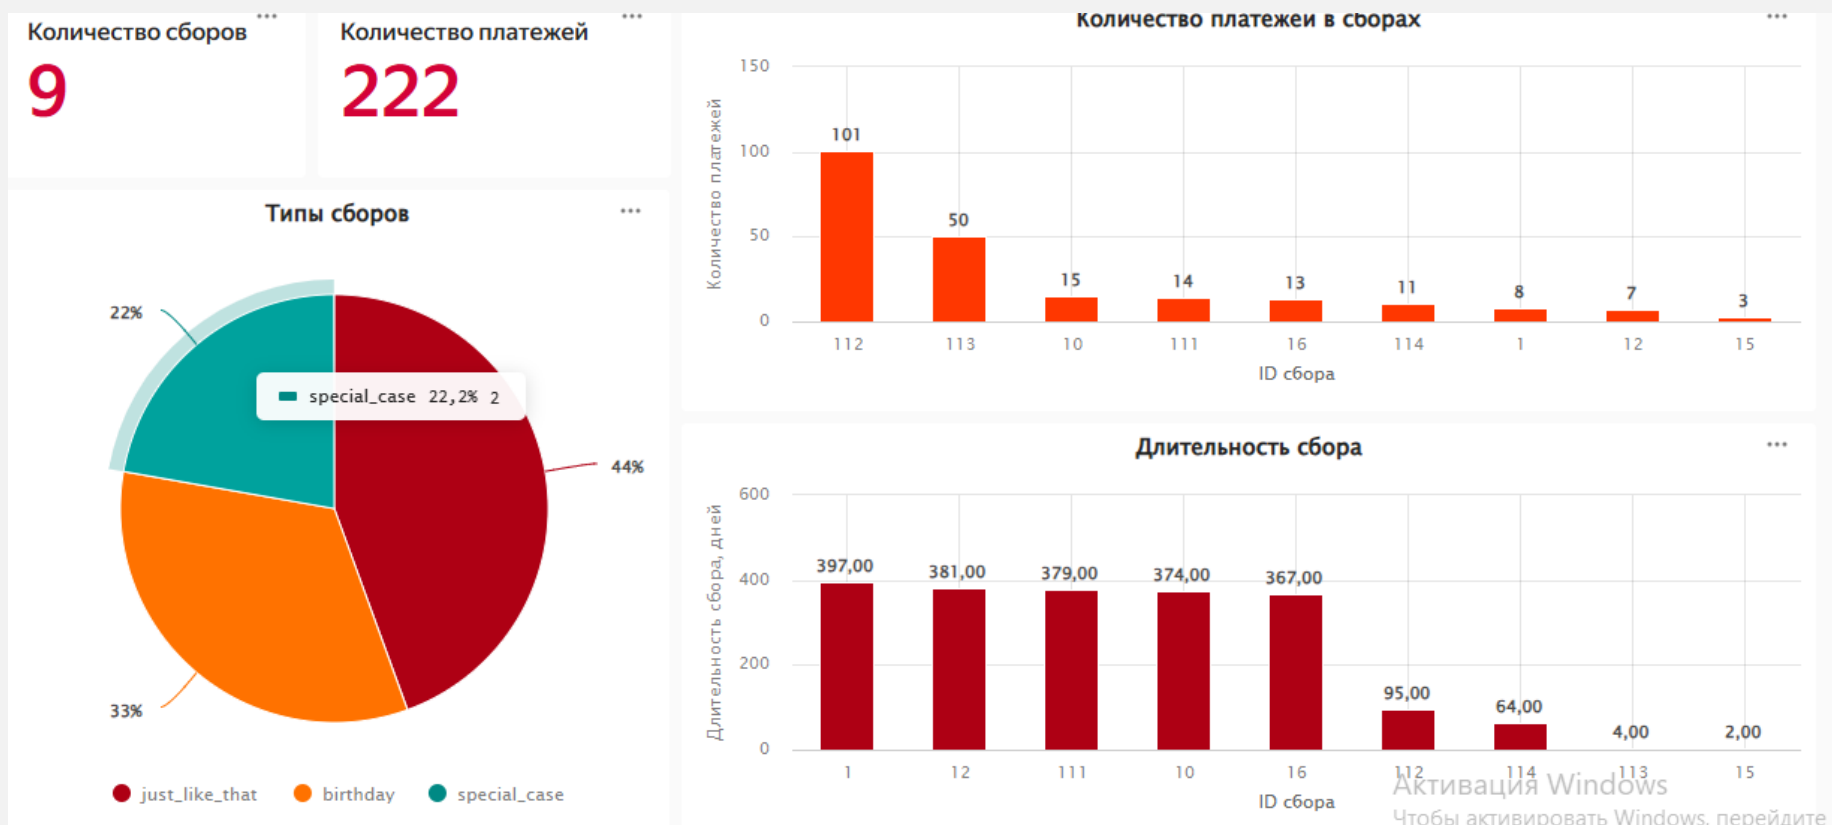 Количество сборов
9
Количество платежей
222
Типы сборов
22%
special_case 22,2% 2
44%
33%
just_like_that birthday special_case
Количество платежей в сборах
Количество платежей
150
100
50
0
101
50
15
14
13
11
8
7
3
112 113 10 111 16 114 1 12 15
ID сбора
Длительность сбора
Длительность сбора, дней
600
400
200
0
397,00
381,00
379,00
374,00
367,00
95,00
64,00
4,00
2,00
1 12 111 10 16 112 114 113 15
ID сбора
Активация Windows
Чтобы активировать Windows, перейдите